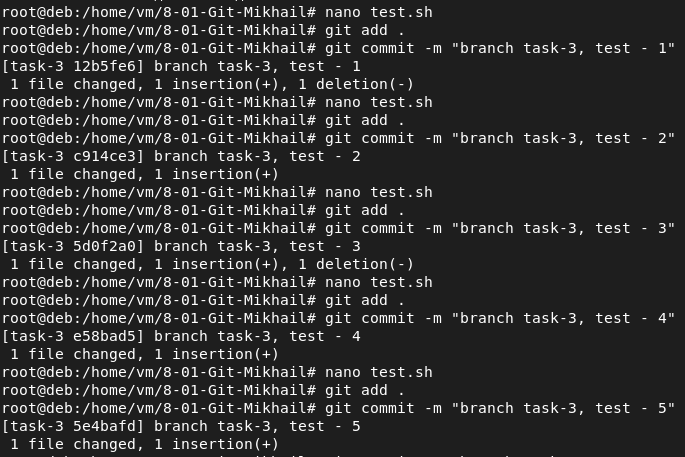 root@deb:/home/vm/8-01-Git-Mikhail# nano test.sh
root@deb:/home/vm/8-01-Git-Mikhail# git add .
root@deb:/home/vm/8-01-Git-Mikhail# git commit -m "branch task-3, test - 1"
[task-3 12b5fe6] branch task-3, test - 1
 1 file changed, 1 insertion(+), 1 deletion(-)
root@deb:/home/vm/8-01-Git-Mikhail# nano test.sh
root@deb:/home/vm/8-01-Git-Mikhail# git add .
root@deb:/home/vm/8-01-Git-Mikhail# git commit -m "branch task-3, test - 2"
[task-3 c914ce3] branch task-3, test - 2
 1 file changed, 1 insertion(+)
root@deb:/home/vm/8-01-Git-Mikhail# nano test.sh
root@deb:/home/vm/8-01-Git-Mikhail# git add .
root@deb:/home/vm/8-01-Git-Mikhail# git commit -m "branch task-3, test - 3"
[task-3 5d0f2a0] branch task-3, test - 3
 1 file changed, 1 insertion(+), 1 deletion(-)
root@deb:/home/vm/8-01-Git-Mikhail# nano test.sh
root@deb:/home/vm/8-01-Git-Mikhail# git add .
root@deb:/home/vm/8-01-Git-Mikhail# git commit -m "branch task-3, test - 4"
[task-3 e58bad5] branch task-3, test - 4
 1 file changed, 1 insertion(+)
root@deb:/home/vm/8-01-Git-Mikhail# nano test.sh
root@deb:/home/vm/8-01-Git-Mikhail# git add .
root@deb:/home/vm/8-01-Git-Mikhail# git commit -m "branch task-3, test - 5"
[task-3 5e4bafd] branch task-3, test - 5
 1 file changed, 1 insertion(+)